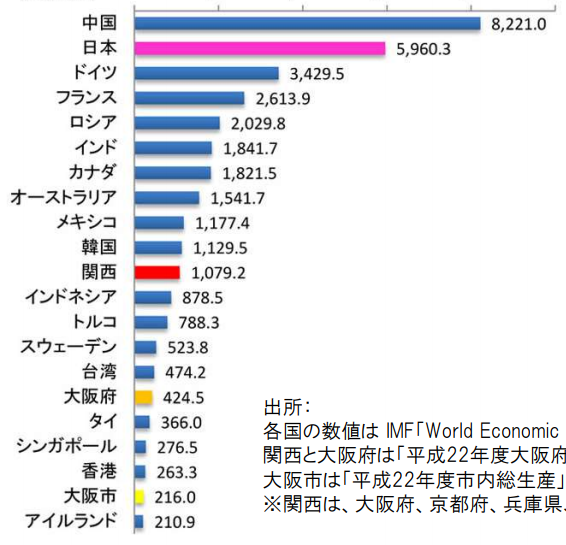 中国 8,221.0
日本 5,960.3
ドイツ 3,429.5
フランス 2,613.9
ロシア 2,029.8
インド 1,841.7
カナダ 1,821.5
オーストラリア 1,541.7
メキシコ 1,177.4
韓国 1,129.5
関西 1,079.2
インドネシア 878.5
トルコ 788.3
スウェーデン 523.8
台湾 474.2
大阪府 424.5
タイ 366.0
シンガポール 276.5
香港 263.3
大阪市 216.0
アイルランド 210.9
出所：
各国の数値は IMF「World Economic
関西と大阪府は「平成22年度大阪府
大阪市は「平成22年度市内総生産」
※関西は、大阪府、京都府、兵庫県、